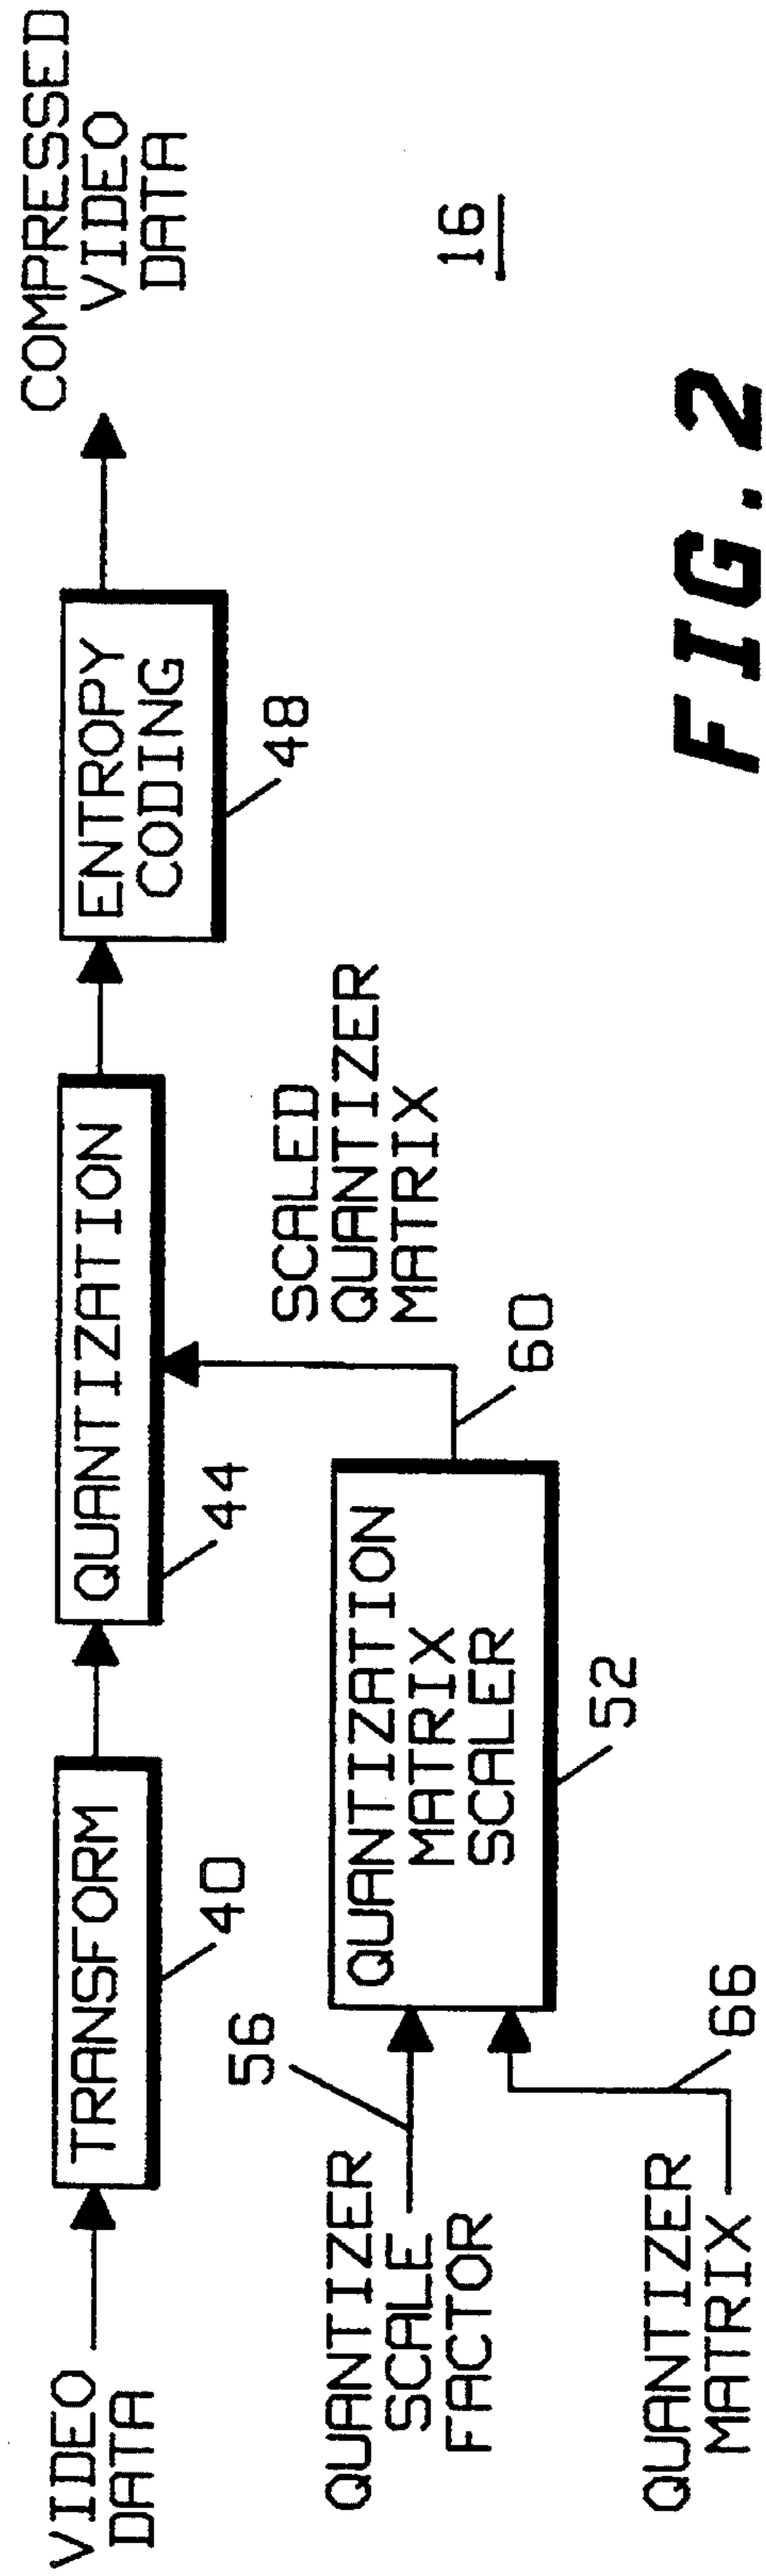 VIDEO
DATA
TRANSFORM
40
QUANTIZATION
44
ENTROPY
CODING
48
COMPRESSED
VIDEO
DATA
QUANTIZER
SCALE
FACTOR
56
QUANTIZER
MATRIX
66
QUANTIZATION
MATRIX
SCALER
52
60
SCALED
QUANTIZER
MATRIX
16
FIG.2